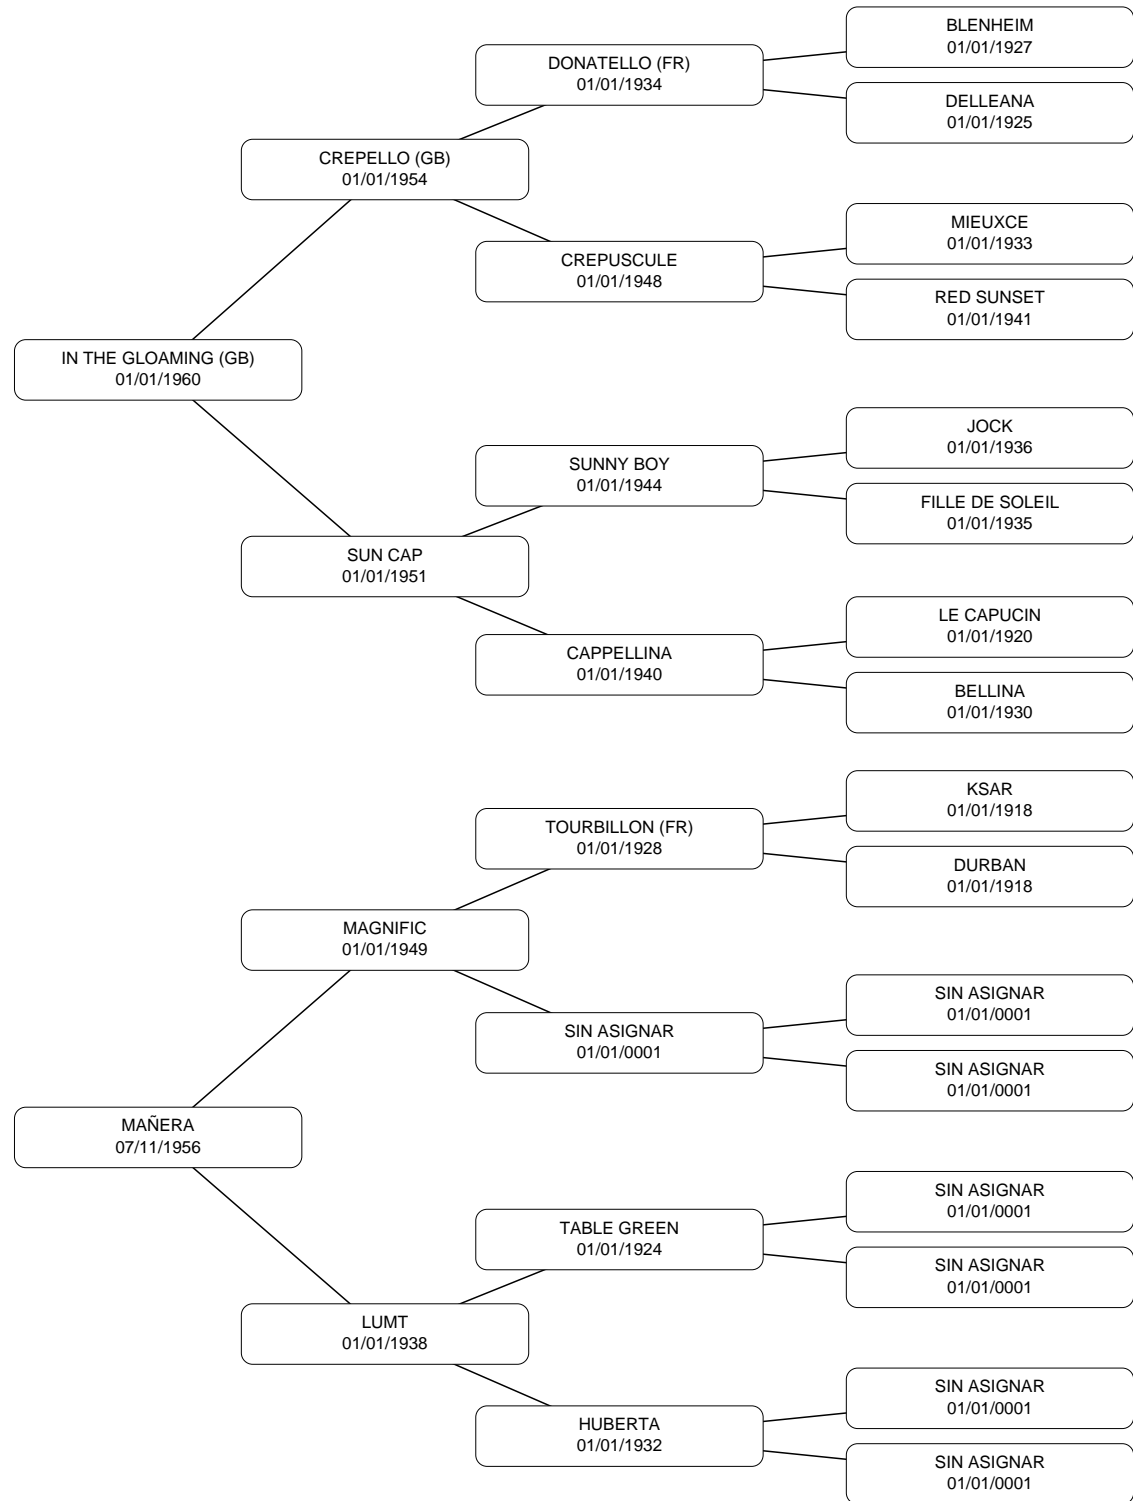 BLENHEIM
01/01/1927
DONATELLO (FR)
01/01/1934
DELLEANA
01/01/1925
CREPELLO (GB)
01/01/1954
MIEUXCE
01/01/1933
CREPUSCULE
01/01/1948
RED SUNSET
01/01/1941
IN THE GLOAMING (GB)
01/01/1960
JOCK
01/01/1936
SUNNY BOY
01/01/1944
FILLE DE SOLEIL
01/01/1935
SUN CAP
01/01/1951
LE CAPUCIN
01/01/1920
CAPPELLINA
01/01/1940
BELLINA
01/01/1930
KSAR
01/01/1918
TOURBILLON (FR)
01/01/1928
DURBAN
01/01/1918
MAGNIFIC
01/01/1949
SIN ASIGNAR
01/01/0001
SIN ASIGNAR
01/01/0001
SIN ASIGNAR
01/01/0001
MAÑERA
07/11/1956
SIN ASIGNAR
01/01/0001
TABLE GREEN
01/01/1924
SIN ASIGNAR
01/01/0001
LUMT
01/01/1938
SIN ASIGNAR
01/01/0001
HUBERTA
01/01/1932
SIN ASIGNAR
01/01/0001